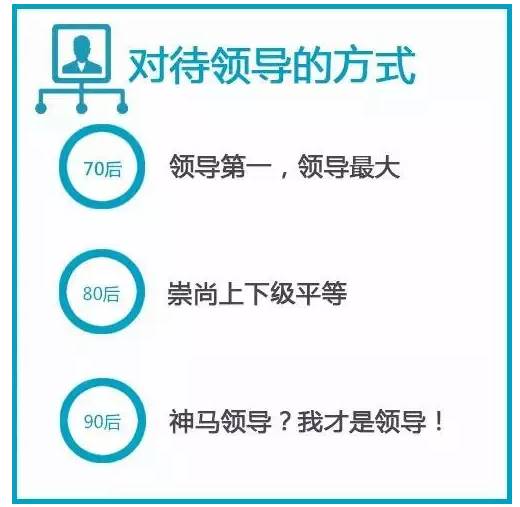 对待领导的方式
70后
领导第一，领导最大
80后
崇尚上下级平等
90后
神马领导？我才是领导！